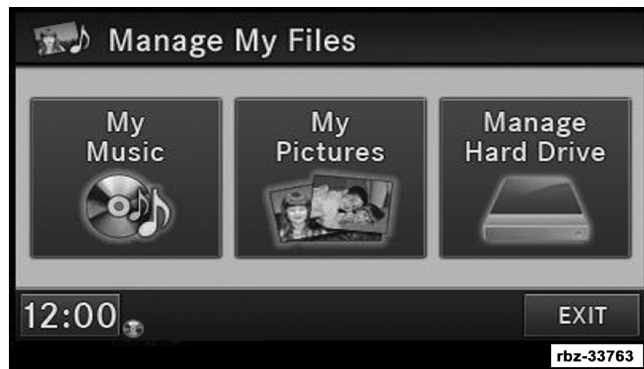 Manage My Files
My
Music
My
Pictures
Manage
Hard Drive
12:00
EXIT
rbz-33763